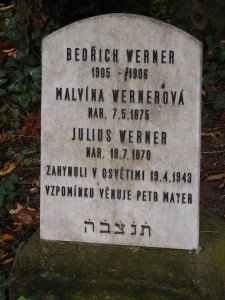 BEDŘICH WERNER
1905 - 1906
MALVÍNA WERNEROVÁ
NAR. 7.5.1875
JULIUS WERNER
NAR. 18.7.1870
ZAHYNULI V OSVĚTIMI 19.4.1943
VZPOMÍNKU VĚNUJE PETR MAYER
תנצבה